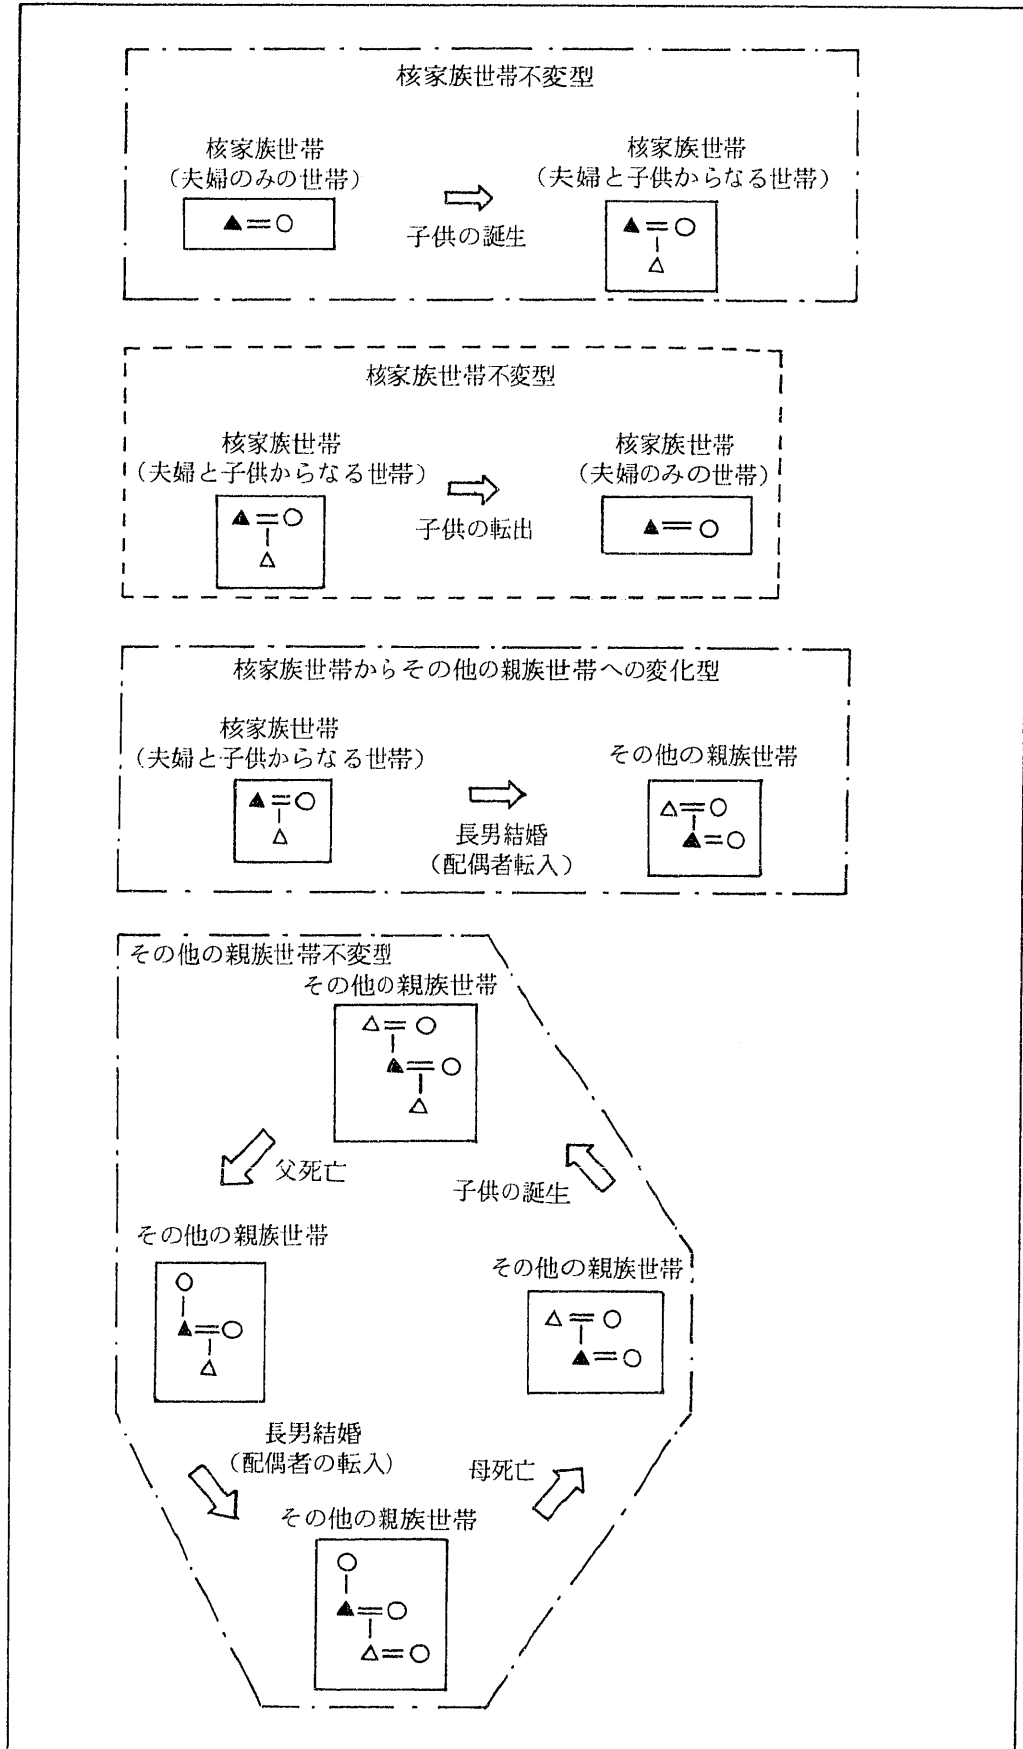 核家族世帯不変型
核家族世帯
(夫婦のみの世帯)
子供の誕生
核家族世帯
(夫婦と子供からなる世帯)
核家族世帯不変型
核家族世帯
(夫婦と子供からなる世帯)
子供の転出
核家族世帯
(夫婦のみの世帯)
核家族世帯からその他の親族世帯への変化型
核家族世帯
(夫婦と子供からなる世帯)
長男結婚
(配偶者転入)
その他の親族世帯
その他の親族世帯不変型
その他の親族世帯
父死亡
子供の誕生
その他の親族世帯
その他の親族世帯
長男結婚
(配偶者の転入)
母死亡
その他の親族世帯